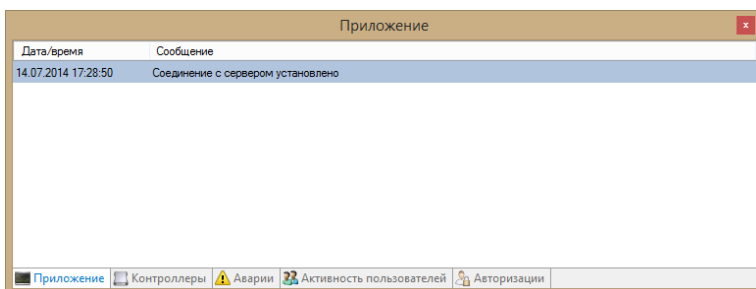 Приложение
x
Дата/время Сообщение
14.07.2014 17:28:50 Соединение с сервером установлено
Приложение Контроллеры Аварии Активность пользователей Авторизации